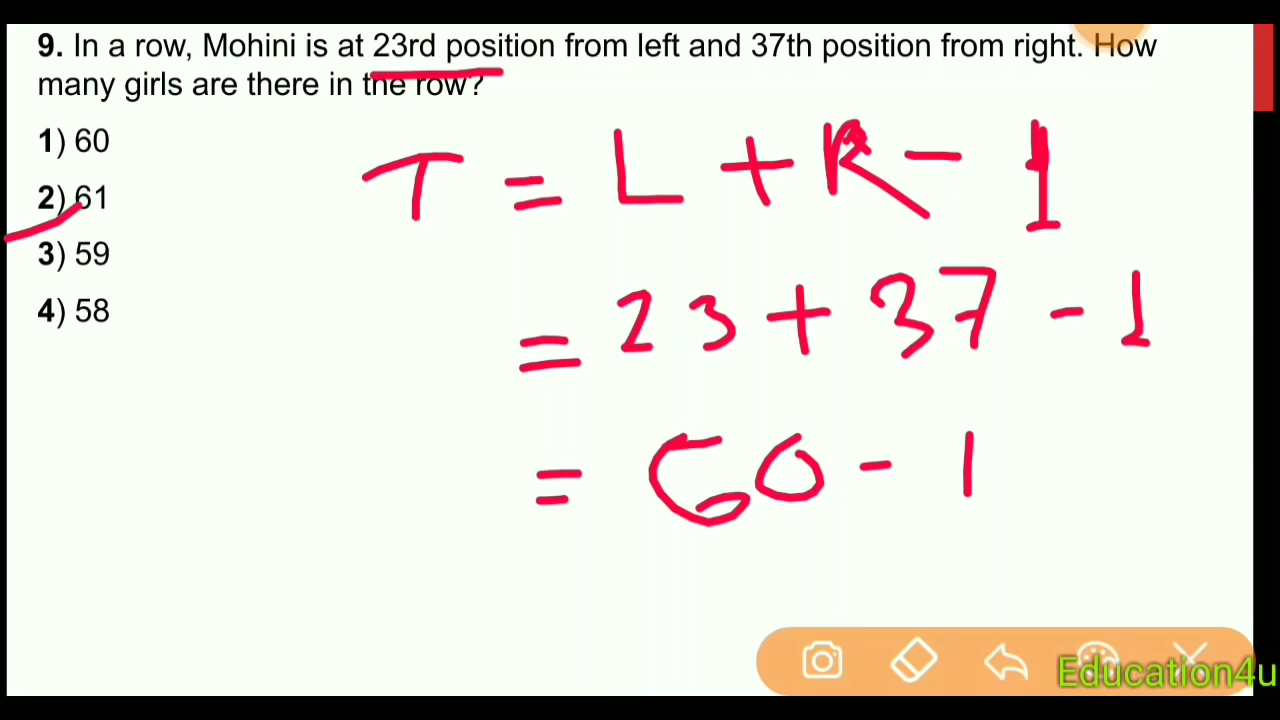 9. In a row, Mohini is at 23rd position from left and 37th position from right. How
many girls are there in the row?
1) 60
2) 61
3) 59
4) 58
T = L + R - 1
= 23 + 37 - 1
= 60 - 1
Education4u